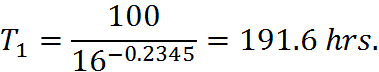 T₁ = 100 / 16^−0.2345 = 191.6 hrs.